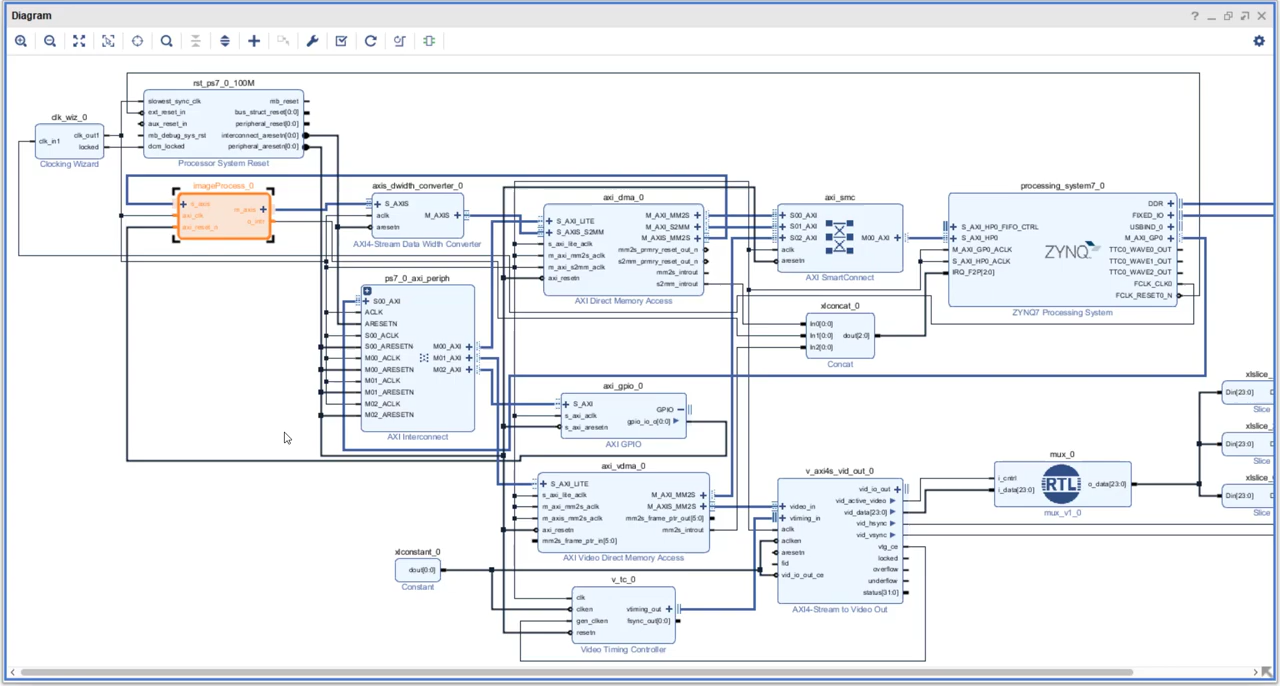 Diagram
rst_ps7_0_100M
slowest_sync_clk
mb_reset
ext_reset_in
bus_struct_reset[0:0]
aux_reset_in
peripheral_reset[0:0]
mb_debug_sys_rst
interconnect_aresetn[0:0]
dcm_locked
peripheral_aresetn[0:0]
Processor System Reset
clk_wiz_0
clk_in1
clk_out1
locked
Clocking Wizard
imageProcess_0
s_axis
m_axis
axi_clk
o_intr
axi_reset_n
axis_dwidth_converter_0
S_AXIS
aclk
M_AXIS
aresetn
AXI4-Stream Data Width Converter
axi_dma_0
S_AXI_LITE
M_AXI_MM2S
S_AXIS_S2MM
M_AXI_S2MM
s_axi_lite_aclk
M_AXIS_MM2S
m_axi_mm2s_aclk
mm2s_prmry_reset_out_n
m_axi_s2mm_aclk
s2mm_prmry_reset_out_n
axi_resetn
mm2s_introut
s2mm_introut
AXI Direct Memory Access
axi_smc
S00_AXI
S01_AXI
S02_AXI
M00_AXI
aclk
aresetn
AXI SmartConnect
processing_system7_0
DDR
FIXED_IO
S_AXI_HP0_FIFO_CTRL
USBIND_0
S_AXI_HP0
M_AXI_GP0
M_AXI_GP0_ACLK
TTC0_WAVE0_OUT
S_AXI_HP0_ACLK
TTC0_WAVE1_OUT
IRQ_F2P[2:0]
TTC0_WAVE2_OUT
FCLK_CLK0
FCLK_RESET0_N
ZYNQ
ZYNQ7 Processing System
ps7_0_axi_periph
S00_AXI
ACLK
ARESETN
S00_ACLK
S00_ARESETN
M00_AXI
M00_ACLK
M01_AXI
M00_ARESETN
M02_AXI
M01_ACLK
M01_ARESETN
M02_ACLK
M02_ARESETN
AXI Interconnect
xlconcat_0
In0[0:0]
In1[0:0]
dout[2:0]
In2[0:0]
Concat
axi_gpio_0
S_AXI
GPIO
s_axi_aclk
gpio_io_o[0:0]
s_axi_aresetn
AXI GPIO
xlslice_
Din[23:0]
Slice
xlslice_
Din[23:0]
Slice
xlslice_
Din[23:0]
Slice
axi_vdma_0
S_AXI_LITE
s_axi_lite_aclk
M_AXI_MM2S
m_axi_mm2s_aclk
M_AXIS_MM2S
m_axis_mm2s_aclk
mm2s_frame_ptr_out[5:0]
axi_resetn
mm2s_introut
mm2s_frame_ptr_in[5:0]
AXI Video Direct Memory Access
v_axi4s_vid_out_0
vid_io_out
vid_active_video
video_in
vid_data[23:0]
vtiming_in
vid_hsync
aclk
vid_vsync
aclken
vtg_ce
aresetn
locked
fid
overflow
vid_io_out_ce
underflow
status[31:0]
AXI4-Stream to Video Out
mux_0
i_cntrl
i_data[23:0]
RTL
o_data[23:0]
mux_v1_0
xlconstant_0
dout[0:0]
Constant
v_tc_0
clk
clken
vtiming_out
gen_clken
fsync_out[0:0]
resetn
Video Timing Controller